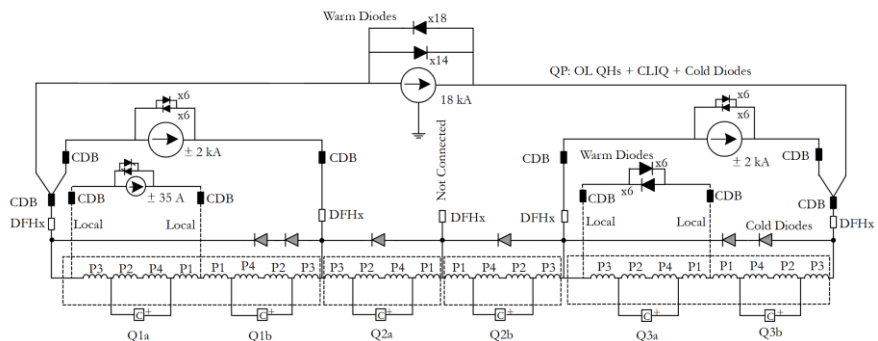 Warm Diodes
x18
x14
QP: OL QHs + CLIQ + Cold Diodes
18 kA
x6
x6
± 2 kA
x6
x6
± 2 kA
CDB
CDB
Not Connected
CDB
Warm Diodes
CDB
x6
x6
± 35 A
CDB
CDB
CDB
CDB
CDB
CDB
DFHx
Local
Local
DFHx
DFHx
DFHx
Local
Local
DFHx
Cold Diodes
P3 P2 P4 P1 P1 P4 P2 P3 P3 P2 P4 P1 P1 P4 P2 P3 P3 P2 P4 P1 P1 P4 P2 P3
C + C + C + C + C + C +
Q1a Q1b Q2a Q2b Q3a Q3b